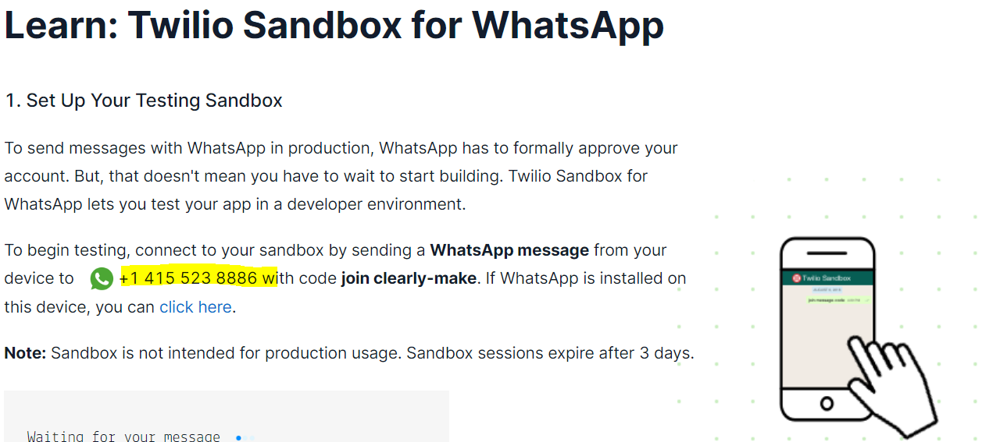 Learn: Twilio Sandbox for WhatsApp
1. Set Up Your Testing Sandbox
To send messages with WhatsApp in production, WhatsApp has to formally approve your
account. But, that doesn't mean you have to wait to start building. Twilio Sandbox for
WhatsApp lets you test your app in a developer environment.
To begin testing, connect to your sandbox by sending a WhatsApp message from your
device to +1 415 523 8886 with code join clearly-make. If WhatsApp is installed on
this device, you can click here.
Note: Sandbox is not intended for production usage. Sandbox sessions expire after 3 days.
Waiting for your message
Twilio Sandbox
join message-code